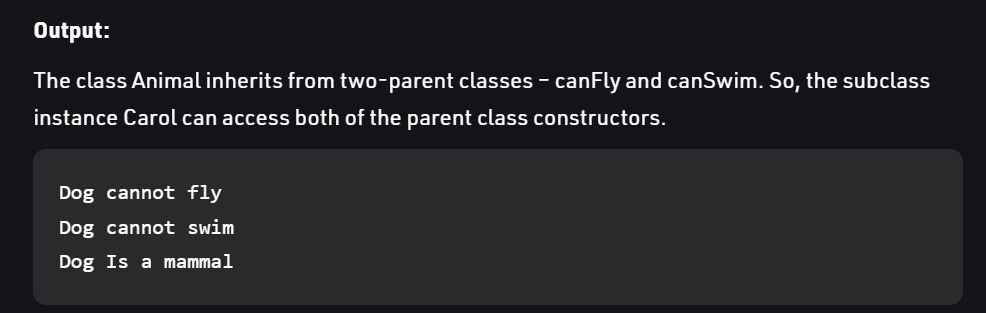 Output:
The class Animal inherits from two-parent classes – canFly and canSwim. So, the subclass
instance Carol can access both of the parent class constructors.
Dog cannot fly
Dog cannot swim
Dog Is a mammal